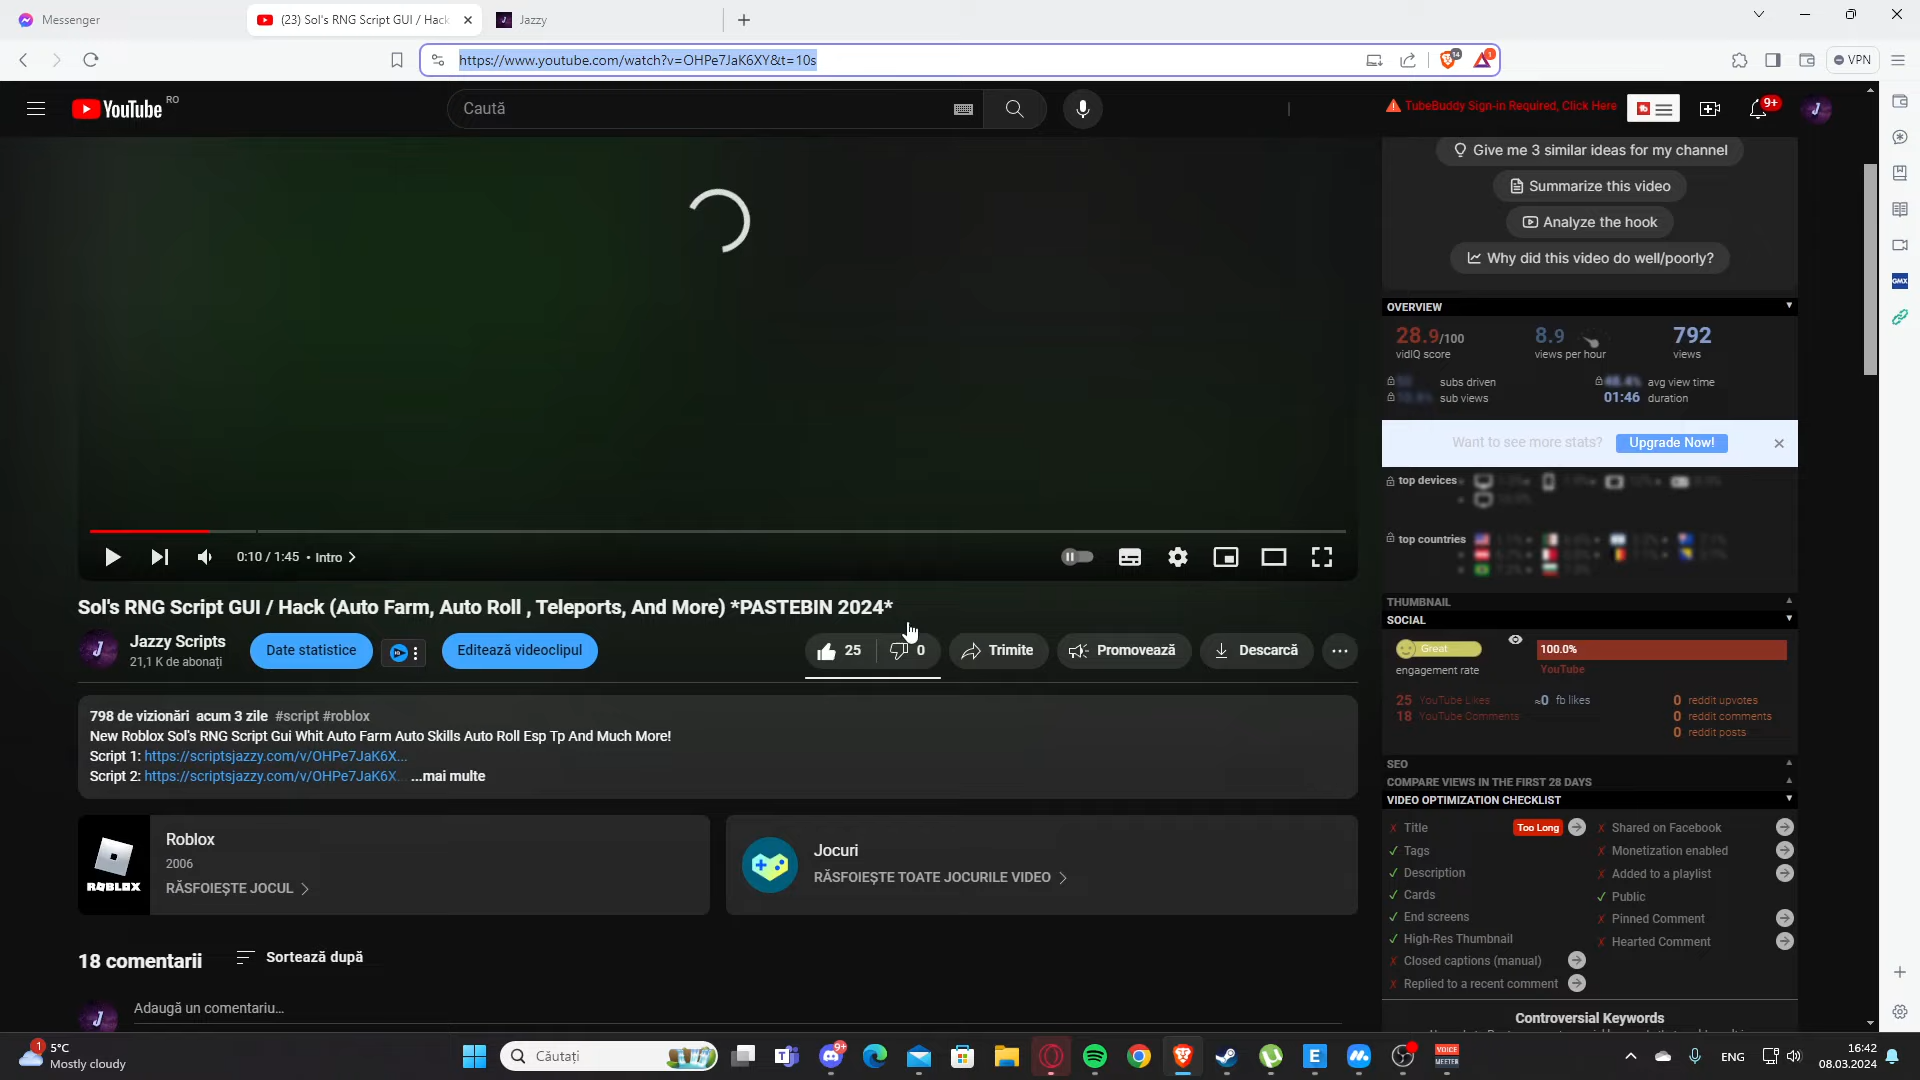 Messenger
(23) Sol's RNG Script GUI / Hack
Jazzy
https://www.youtube.com/watch?v=OHPe7JaK6XY&t=10s
14
1
VPN
YouTube RO
Caută
TubeBuddy Sign-in Required, Click Here
9+
J
Give me 3 similar ideas for my channel
Summarize this video
Analyze the hook
Why did this video do well/poorly?
OVERVIEW
28.9/100
8.9
792
vidIQ score
views per hour
views
subs driven
avg view time
sub views
01:46 duration
Want to see more stats?
Upgrade Now!
top devices
top countries
0:10 / 1:45 • Intro
THUMBNAIL
SOCIAL
Sol's RNG Script GUI / Hack (Auto Farm, Auto Roll , Teleports, And More) *PASTEBIN 2024*
Jazzy Scripts
21,1 K de abonați
Date statistice
Editează videoclipul
25
0
Trimite
Promovează
Descarcă
Great
engagement rate
100.0%
YouTube
25 YouTube Likes
≈0 fb likes
0 reddit upvotes
18 YouTube Comments
0 reddit comments
0 reddit posts
798 de vizionări acum 3 zile #script #roblox
New Roblox Sol's RNG Script Gui Whit Auto Farm Auto Skills Auto Roll Esp Tp And Much More!
Script 1: https://scriptsjazzy.com/v/OHPe7JaK6X...
Script 2: https://scriptsjazzy.com/v/OHPe7JaK6X ...mai multe
SEO
COMPARE VIEWS IN THE FIRST 28 DAYS
VIDEO OPTIMIZATION CHECKLIST
Title
Too Long
Shared on Facebook
Tags
Monetization enabled
Description
Added to a playlist
Cards
Public
End screens
Pinned Comment
High-Res Thumbnail
Hearted Comment
Closed captions (manual)
Replied to a recent comment
Controversial Keywords
ROBLOX
Roblox
2006
RĂSFOIEȘTE JOCUL
Jocuri
RĂSFOIEȘTE TOATE JOCURILE VIDEO
18 comentarii
Sortează după
Adaugă un comentariu...
GMX
1
5°C
Mostly cloudy
Căutați
9+
VOICE
MEETER
ENG
16:42
08.03.2024